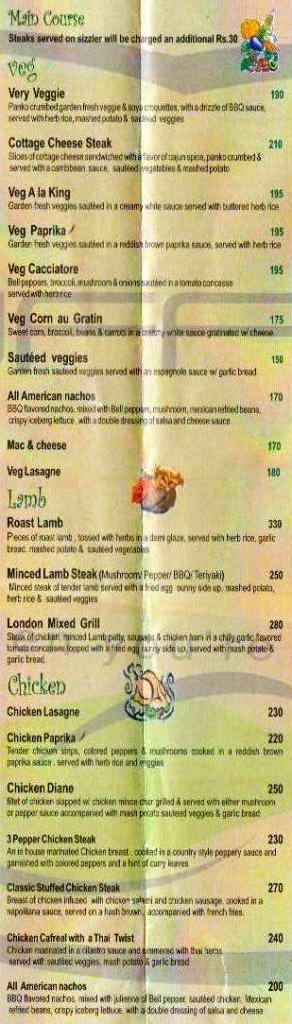 Main Course
Steaks served on sizzler will be charged an additional Rs.30
Veg
Very Veggie 190
Panko crumbed garden fresh veggie & soya croquettes, with a drizzle of BBQ sauce,
served with herb rice, mashed potato & sautéed veggies
Cottage Cheese Steak 210
Slices of cottage cheese sandwiched with a flavor of cajun spice, panko crumbed &
served with a carribbean sauce, sautéed vegetables & mashed potato
Veg A la King 195
Garden fresh veggies sautéed in a creamy white sauce served with buttered herb rice
Veg Paprika 195
Garden fresh veggies sautéed in a reddish brown paprika sauce, served with herb rice
Veg Cacciatore 195
Bell peppers, broccoli, mushroom & onions sautéed in a tomato concasse
served with herb rice
Veg Corn au Gratin 175
Sweet corn, broccoli, beans & carrots in a creamy white sauce gratinated w/ cheese
Sautéed veggies 150
Garden fresh sauteed veggies served with an espagnole sauce w/ garlic bread
All American nachos 170
BBQ flavored nachos, mixed with Bell peppers, mushroom, mexican refried beans,
crispy iceberg lettuce, with a double dressing of salsa and cheese sauce
Mac & cheese 170
Veg Lasagne 180
Lamb
Roast Lamb 330
Pieces of roast lamb, tossed with herbs in a demi glaze, served with herb rice, garlic
bread, mashed potato & sautéed vegetables
Minced Lamb Steak (Mushroom/ Pepper/ BBQ/ Teriyaki) 250
Minced steak of tender lamb served with a fried egg sunny side up, mashed potato,
herb rice & sautéed veggies
London Mixed Grill 280
Steak of chicken, minced Lamb patty, sausage & chicken ham in a chilly garlic flavored
tomato concasses topped with a fried egg sunny side up, served with mash potato &
garlic bread
Chicken
Chicken Lasagne 230
Chicken Paprika 220
Tender chicken strips, colored peppers & mushrooms cooked in a reddish brown
paprika sauce, served with herb rice and veggies
Chicken Diane 250
fillet of chicken slapped w/ chicken mince char grilled & served with either mushroom
or pepper sauce accompanied with mash potato sauteed veggies & garlic bread
3 Pepper Chicken Steak 230
An in house marinated Chicken breast, cooked in a country style peppery sauce and
garnished with colored peppers and a hint of curry leaves
Classic Stuffed Chicken Steak 270
Breast of chicken infused with chicken salami and chicken sausage, cooked in a
napolitana sauce, served on a hash brown, accompanied with french fries.
Chicken Cafreal with a Thai Twist 240
Chicken marinated in a cilantro sauce and simmered with thai herbs
served with sautéed veggies, mash potato & garlic bread
All American nachos 200
BBQ flavored nachos, mixed with julienne of Bell pepper, sautéed chicken, Mexican
refried beans, crispy iceberg lettuce, with a double dressing of salsa and cheese